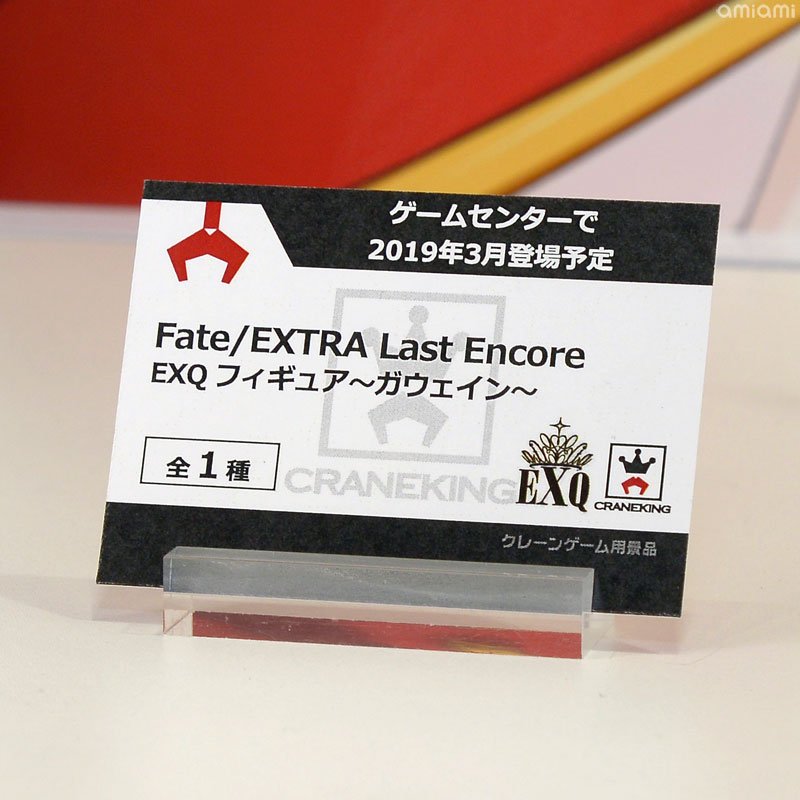 amiami
ゲームセンターで
2019年3月登場予定
Fate/EXTRA Last Encore
EXQ フィギュア～ガウェイン～
全1種
CRANEKING
EXQ
CRANEKING
クレーンゲーム用景品